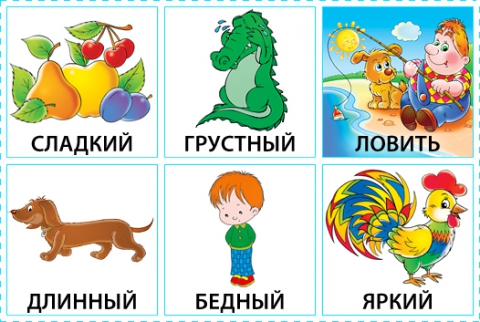 СЛАДКИЙ
ГРУСТНЫЙ
ЛОВИТЬ
ДЛИННЫЙ
БЕДНЫЙ
ЯРКИЙ